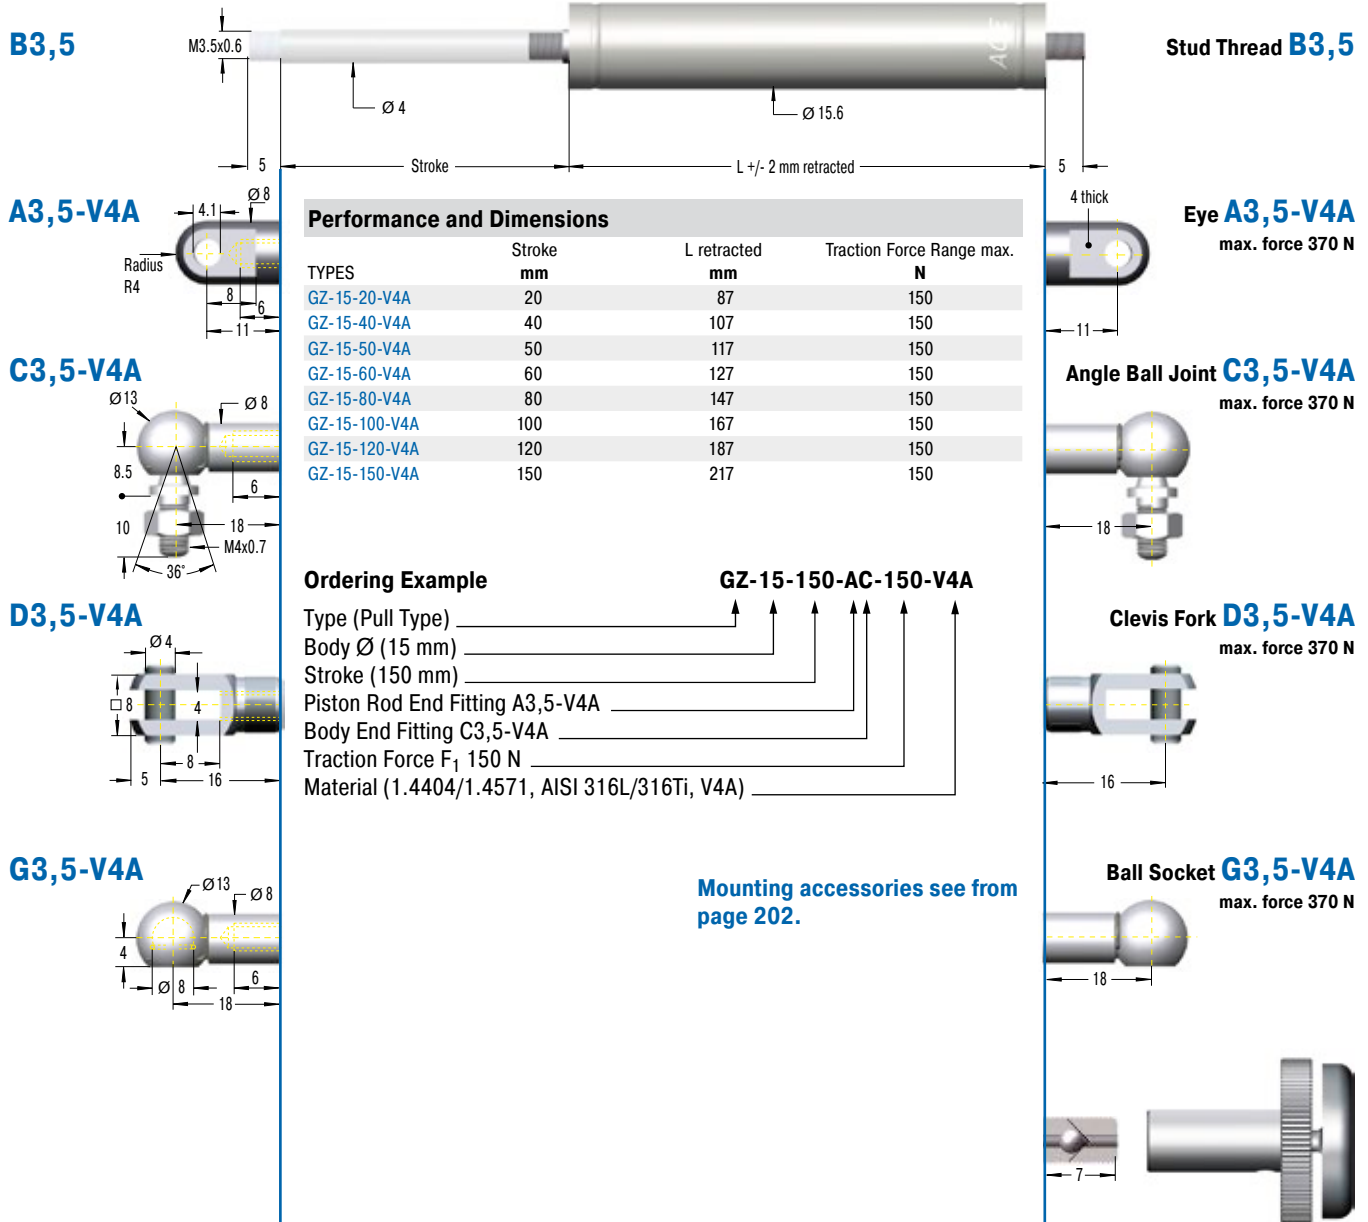 B3,5
M3.5x0.6
ACE
Stud Thread B3,5
Ø 4
Ø 15.6
5
Stroke
L +/- 2 mm retracted
5
A3,5-V4A
4.1
Ø 8
Radius
R4
8
6
11
4 thick
Eye A3,5-V4A
max. force 370 N
11
Performance and Dimensions
Stroke L retracted Traction Force Range max.
TYPES mm mm N
GZ-15-20-V4A 20 87 150
GZ-15-40-V4A 40 107 150
GZ-15-50-V4A 50 117 150
GZ-15-60-V4A 60 127 150
GZ-15-80-V4A 80 147 150
GZ-15-100-V4A 100 167 150
GZ-15-120-V4A 120 187 150
GZ-15-150-V4A 150 217 150
C3,5-V4A
Ø 13
Ø 8
8.5
6
10
18
M4x0.7
36°
Angle Ball Joint C3,5-V4A
max. force 370 N
18
Ordering Example GZ-15-150-AC-150-V4A
Type (Pull Type)
Body Ø (15 mm)
Stroke (150 mm)
Piston Rod End Fitting A3,5-V4A
Body End Fitting C3,5-V4A
Traction Force F₁ 150 N
Material (1.4404/1.4571, AISI 316L/316Ti, V4A)
D3,5-V4A
Ø 4
□ 8
4
8
5
16
Clevis Fork D3,5-V4A
max. force 370 N
16
G3,5-V4A
Ø 13
Ø 8
4
6
Ø 8
18
Mounting accessories see from
page 202.
Ball Socket G3,5-V4A
max. force 370 N
18
7